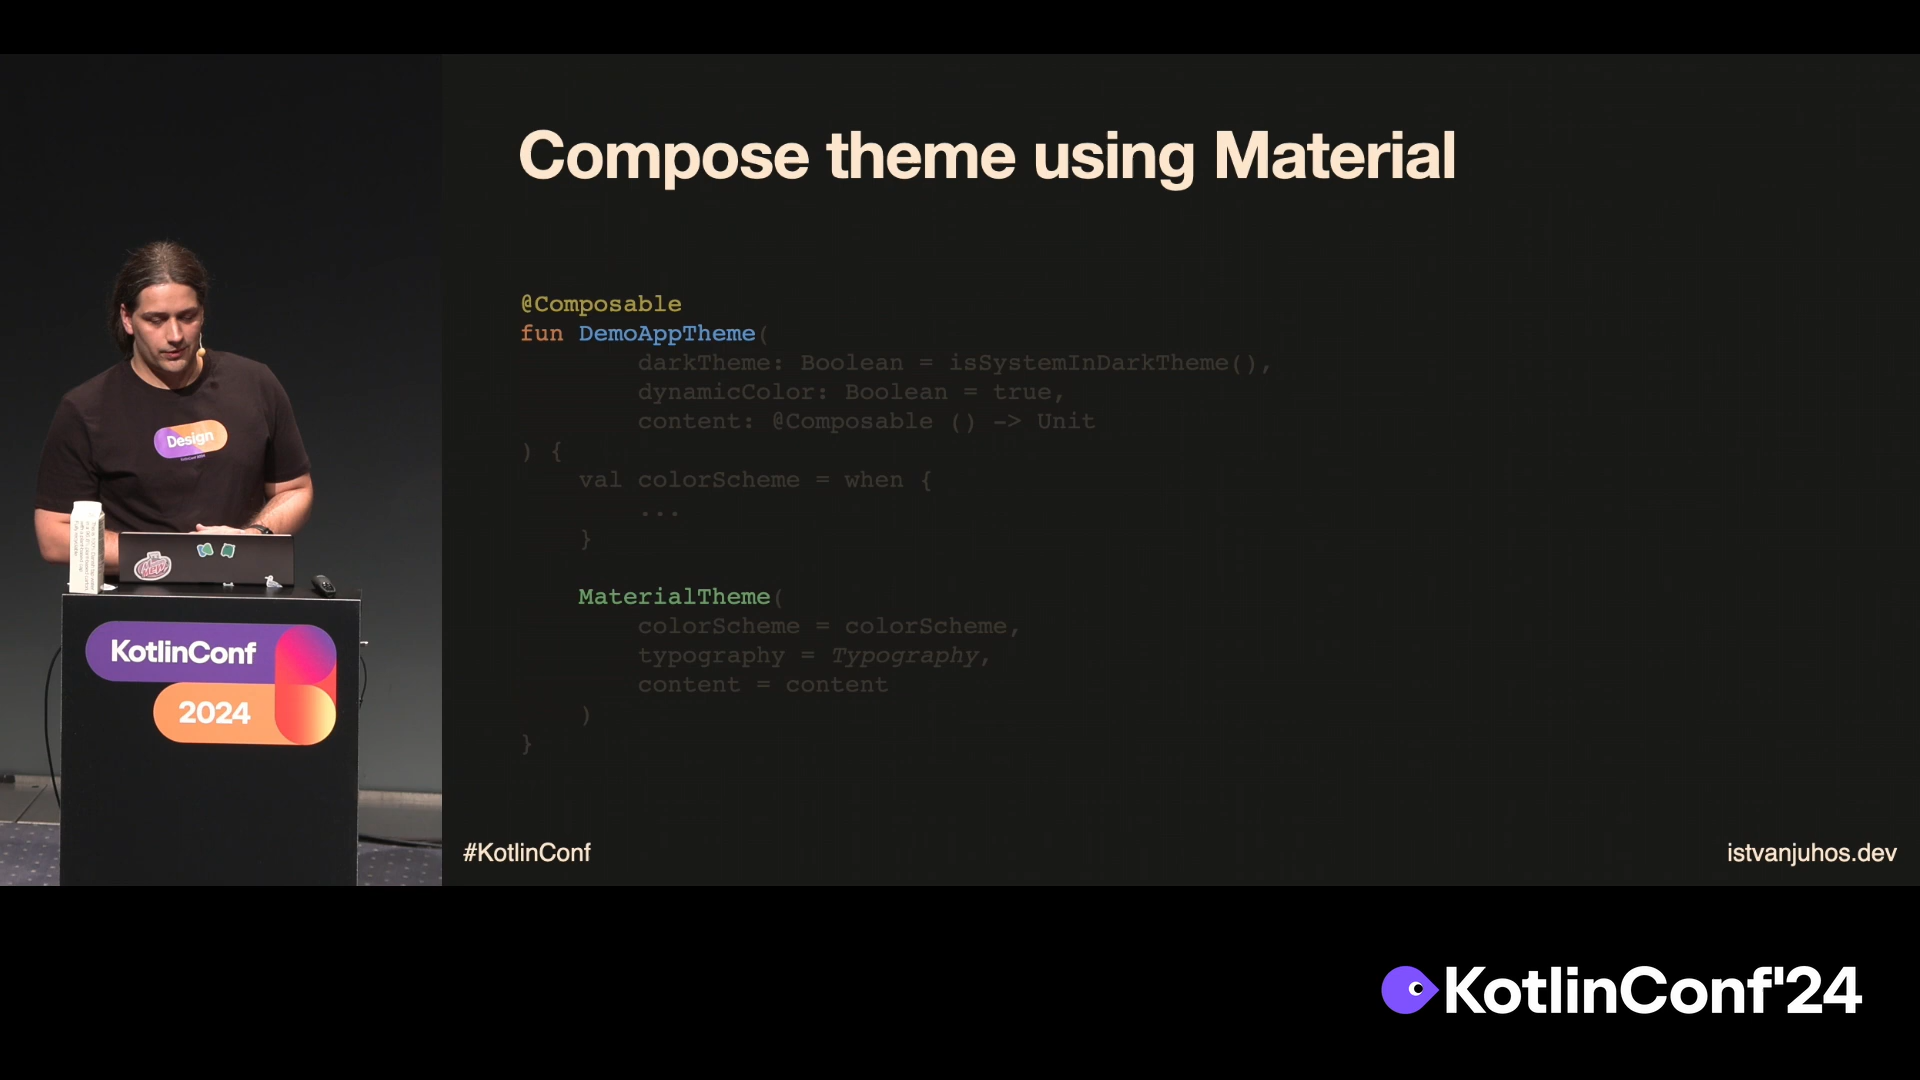 Compose theme using Material
@Composable
fun DemoAppTheme(
darkTheme: Boolean = isSystemInDarkTheme(),
dynamicColor: Boolean = true,
content: @Composable () -> Unit
) {
val colorScheme = when {
...
}
MaterialTheme(
colorScheme = colorScheme,
typography = Typography,
content = content
)
}
#KotlinConf
istvanjuhos.dev
Design
KotlinConf
2024
KotlinConf'24